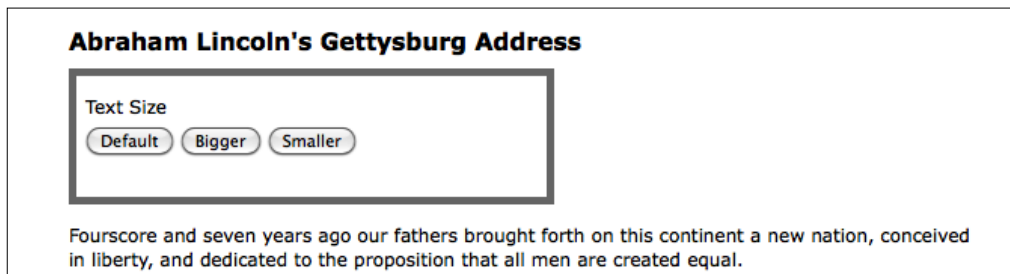 Abraham Lincoln's Gettysburg Address
Text Size
Default Bigger Smaller
Fourscore and seven years ago our fathers brought forth on this continent a new nation, conceived
in liberty, and dedicated to the proposition that all men are created equal.